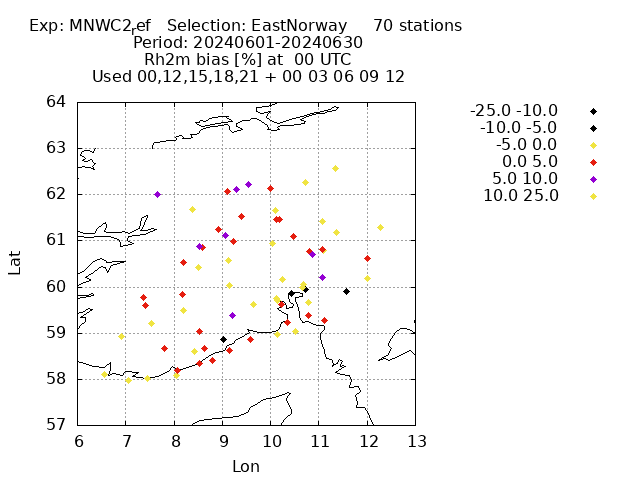 Exp: MNWC2ref   Selection: EastNorway     70 stations
Period: 20240601-20240630
Rh2m bias [%] at  00 UTC
Used 00,12,15,18,21 + 00 03 06 09 12
-25.0 -10.0
-10.0 -5.0
-5.0 0.0
0.0 5.0
5.0 10.0
10.0 25.0
64
63
62
61
60
59
58
57
Lat
6 7 8 9 10 11 12 13
Lon